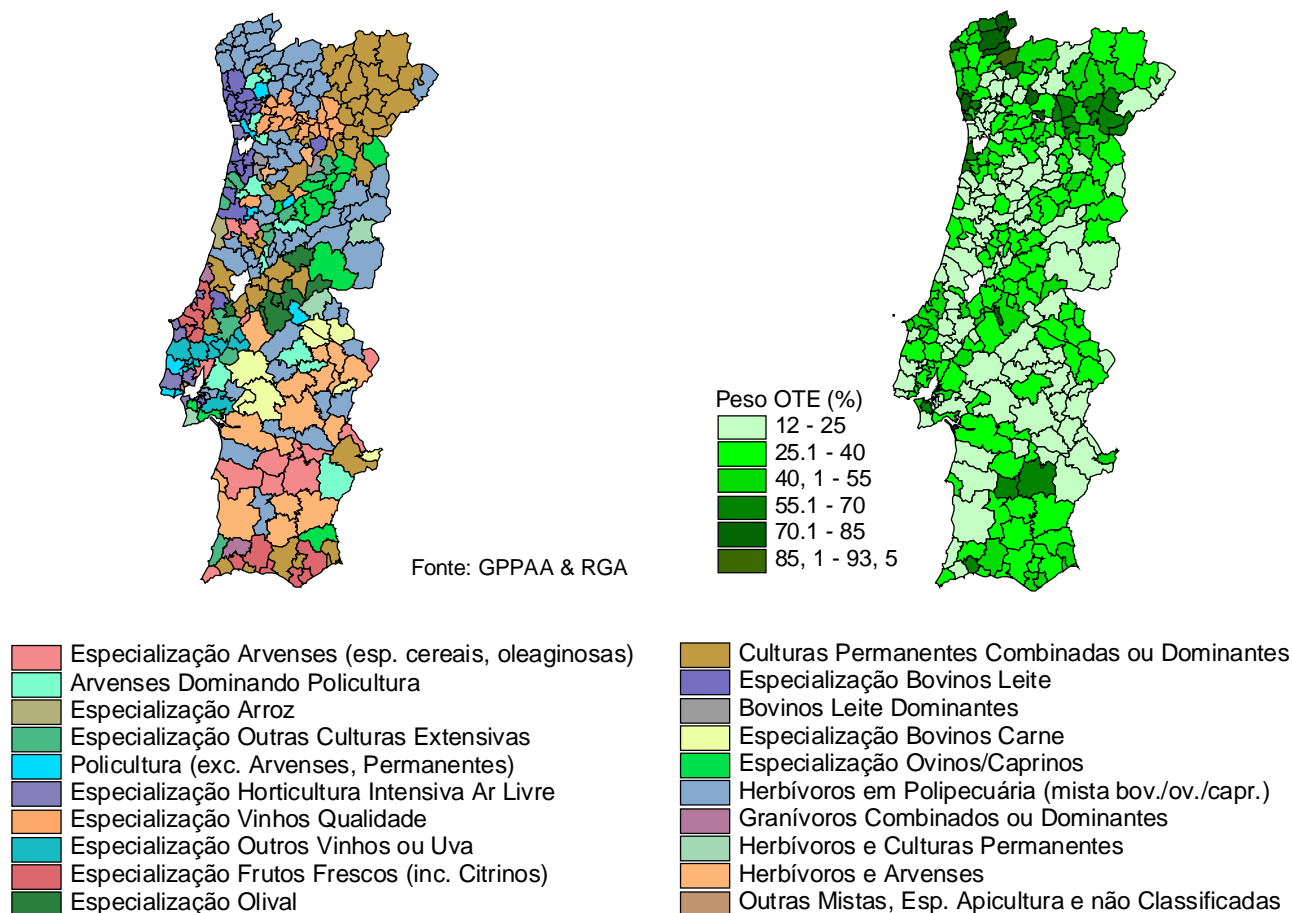 Peso OTE (%)
12 - 25
25.1 - 40
40, 1 - 55
55.1 - 70
70.1 - 85
85, 1 - 93, 5
Fonte: GPPAA & RGA
Especialização Arvenses (esp. cereais, oleaginosas)
Arvenses Dominando Policultura
Especialização Arroz
Especialização Outras Culturas Extensivas
Policultura (exc. Arvenses, Permanentes)
Especialização Horticultura Intensiva Ar Livre
Especialização Vinhos Qualidade
Especialização Outros Vinhos ou Uva
Especialização Frutos Frescos (inc. Citrinos)
Especialização Olival
Culturas Permanentes Combinadas ou Dominantes
Especialização Bovinos Leite
Bovinos Leite Dominantes
Especialização Bovinos Carne
Especialização Ovinos/Caprinos
Herbívoros em Polipecuária (mista bov./ov./capr.)
Granívoros Combinados ou Dominantes
Herbívoros e Culturas Permanentes
Herbívoros e Arvenses
Outras Mistas, Esp. Apicultura e não Classificadas